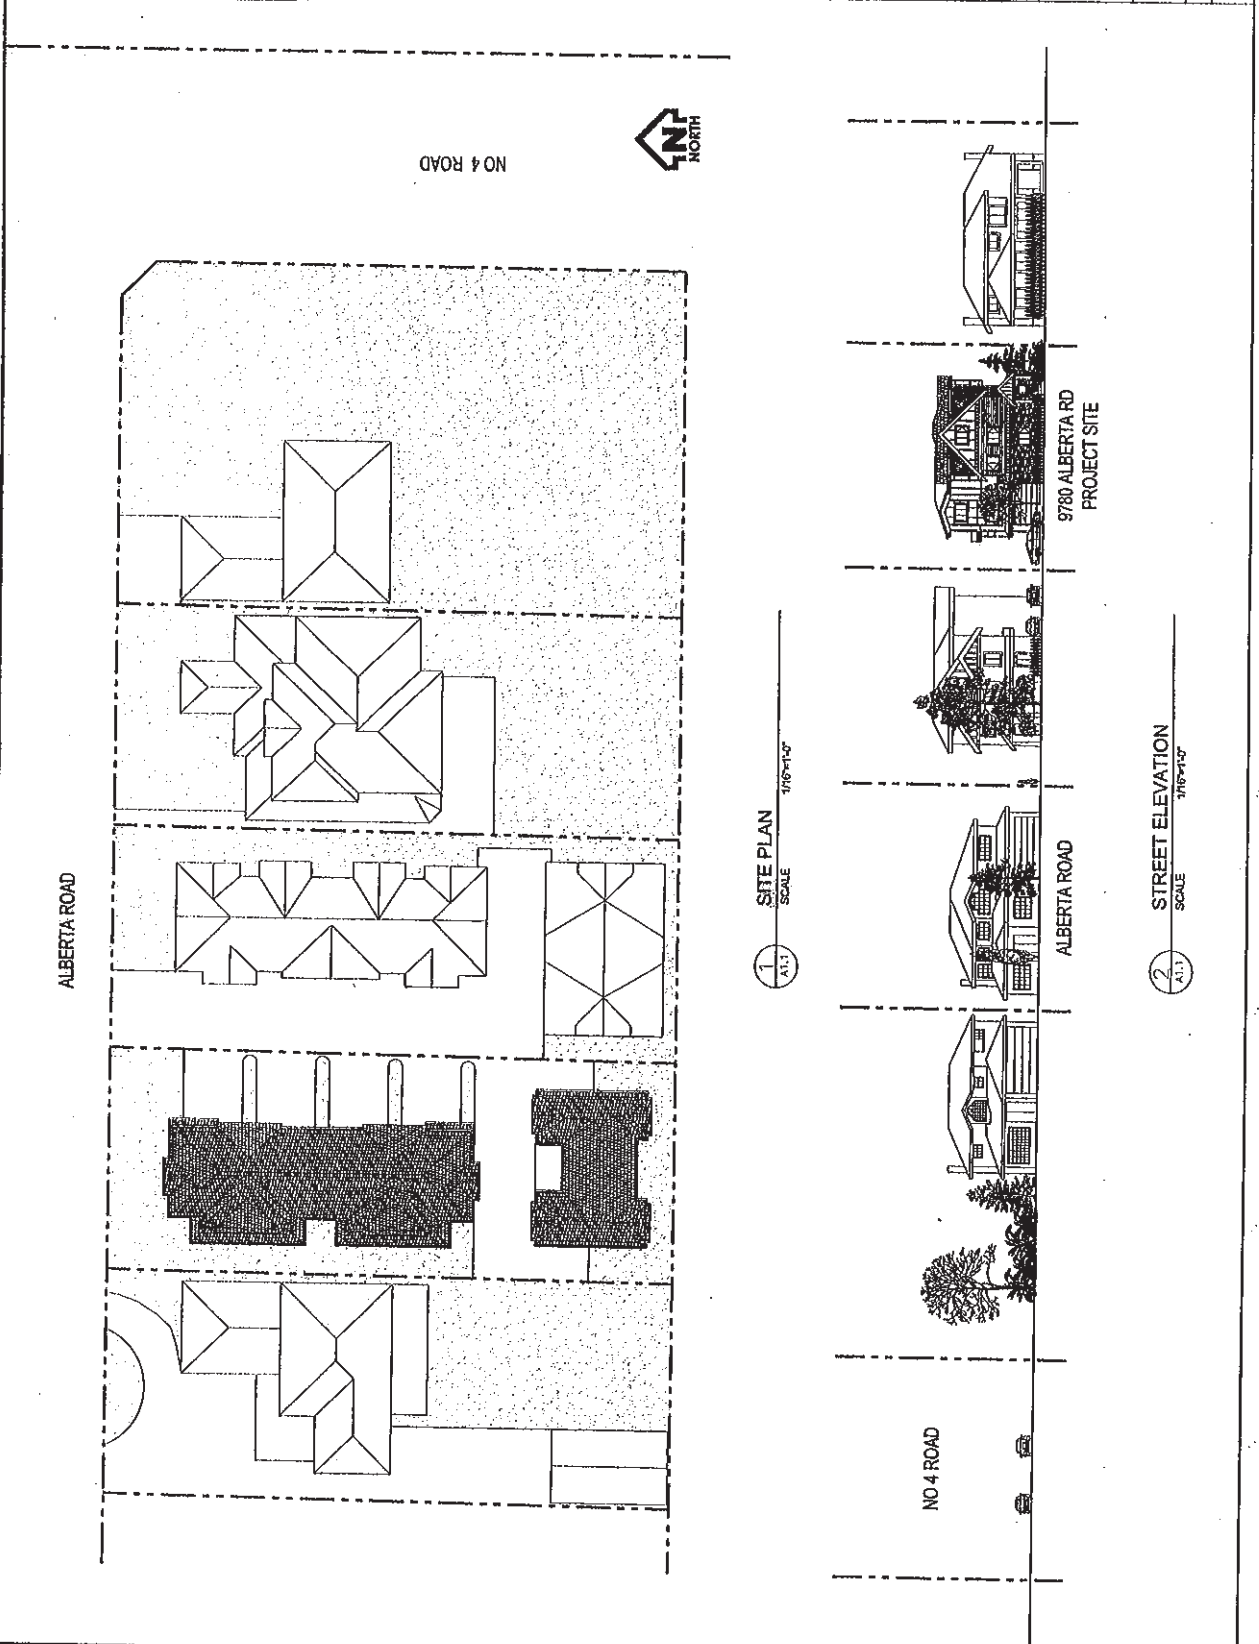 ALBERTA ROAD
NO 4 ROAD
N
NORTH
1
A1.1
SITE PLAN
SCALE 1/16"=1'-0"
NO 4 ROAD
ALBERTA ROAD
9780 ALBERTA RD
PROJECT SITE
2
A1.1
STREET ELEVATION
SCALE 1/16"=1'-0"